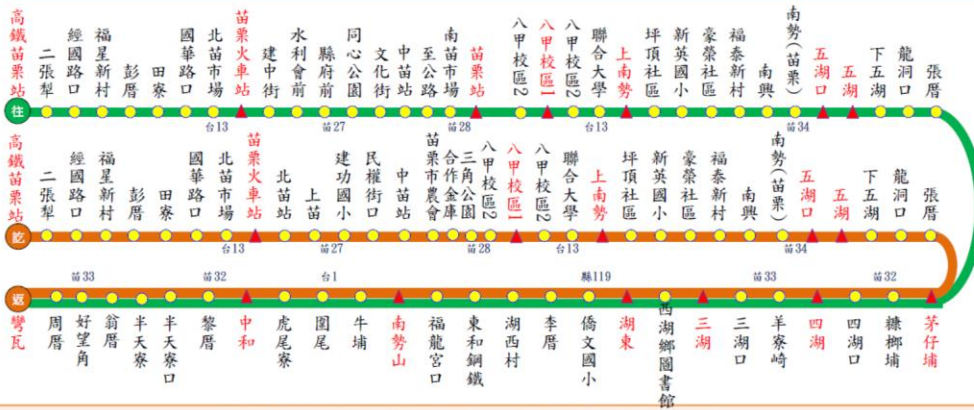 高鐵苗栗站
二張犁
經國路口
福星新村
彭厝
田寮
國華路口
北苗市場
苗栗火車站
建中街
水利會前
縣府前
同心公園
文化街
中苗站
至公路
南苗市場
苗栗站
八甲校區2
八甲校區1
八甲校區2
聯合大學
上南勢
坪頂社區
新英國小
豪榮社區
福泰新村
南興
南勢(苗栗)
五湖口
五湖
下五湖
龍洞口
張厝
往
台13
苗27
苗28
台13
苗34
高鐵苗栗站
二張犁
經國路口
福星新村
彭厝
田寮
國華路口
北苗市場
苗栗火車站
北苗站
上苗
建功國小
民權街口
中苗站
苗栗市農會
合作金庫
三角公園
八甲校區2
八甲校區1
八甲校區2
聯合大學
上南勢
坪頂社區
新英國小
豪榮社區
福泰新村
南興
南勢(苗栗)
五湖口
五湖
下五湖
龍洞口
張厝
訖
台13
苗27
苗28
台13
苗34
苗33
苗32
台1
縣119
苗33
苗32
返
彎瓦
周厝
好望角
翁厝
半天寮
半天寮口
黎厝
中和
虎尾寮
圍尾
牛埔
南勢山
福龍宮口
東和鋼鐵
湖西村
李厝
僑文國小
湖東
西湖鄉圖書館
三湖
三湖口
羊寮崎
四湖
四湖口
糠榔埔
茅仔埔